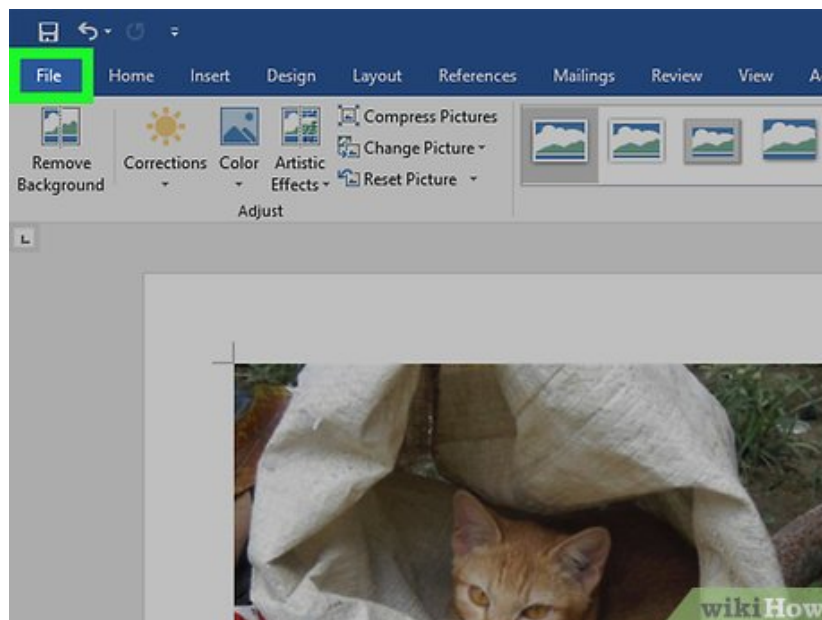 File Home Insert Design Layout References Mailings Review View
Remove Background
Corrections
Color
Artistic Effects
Compress Pictures
Change Picture
Reset Picture
Adjust
wikiHow